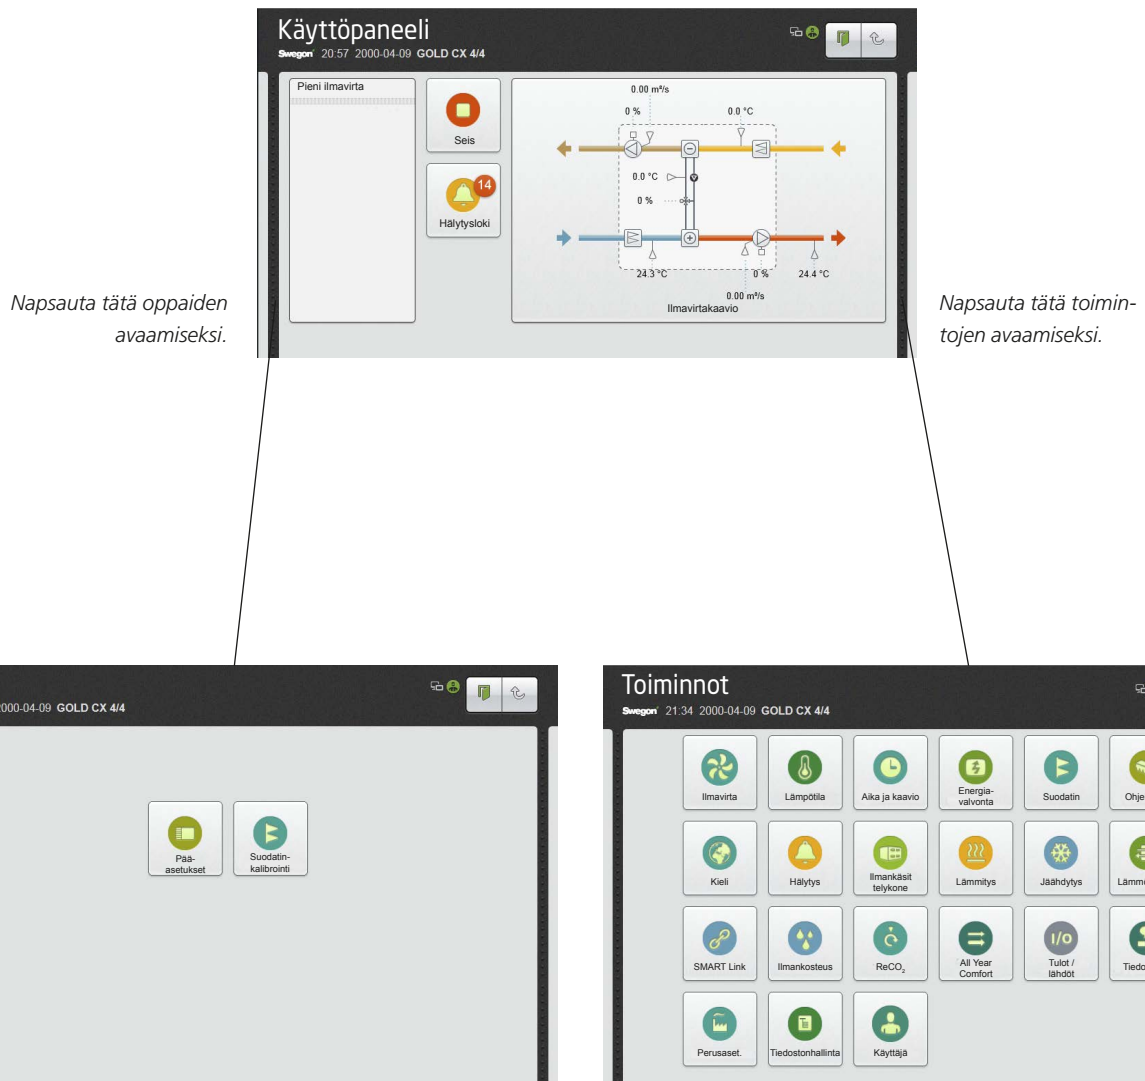 Käyttöpaneeli
Swegon 20:57 2000-04-09 GOLD CX 4/4
Pieni ilmavirta
Seis
14
Hälytysloki
0.00 m³/s
0 %
0.0 °C
0.0 °C
0 %
24.3 °C
0 %
24.4 °C
0.00 m³/s
Ilmavirtakaavio
Napsauta tätä oppaiden
avaamiseksi.
Napsauta tätä toimin-
tojen avaamiseksi.
2000-04-09 GOLD CX 4/4
Pää-
asetukset
Suodatin-
kalibrointi
Toiminnot
Swegon 21:34 2000-04-09 GOLD CX 4/4
Ilmavirta
Lämpötila
Aika ja kaavio
Energia-
valvonta
Suodatin
Ohje
Kieli
Hälytys
Ilmankäsit
telykone
Lämmitys
Jäähdytys
SMART Link
Ilmankosteus
ReCO₂
All Year
Comfort
I/O
Tulot /
lähdöt
Tiedo
Perusaset.
Tiedostonhallinta
Käyttäjä